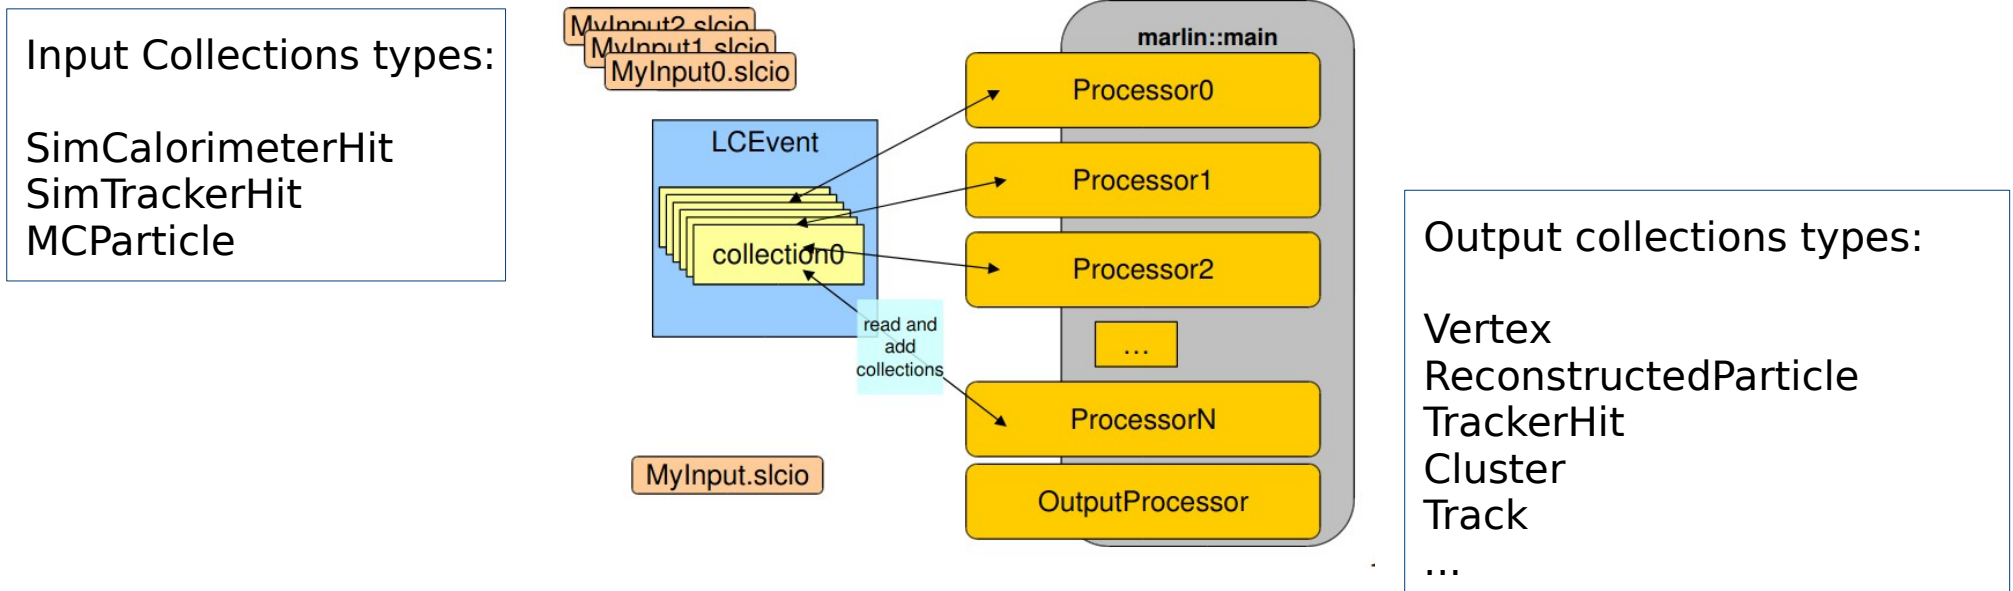 Input Collections types:
SimCalorimeterHit
SimTrackerHit
MCParticle
MyInput2.slcio
MyInput1.slcio
MyInput0.slcio
LCEvent
collection0
read and
add
collections
MyInput.slcio
marlin::main
Processor0
Processor1
Processor2
...
ProcessorN
OutputProcessor
Output collections types:
Vertex
ReconstructedParticle
TrackerHit
Cluster
Track
...